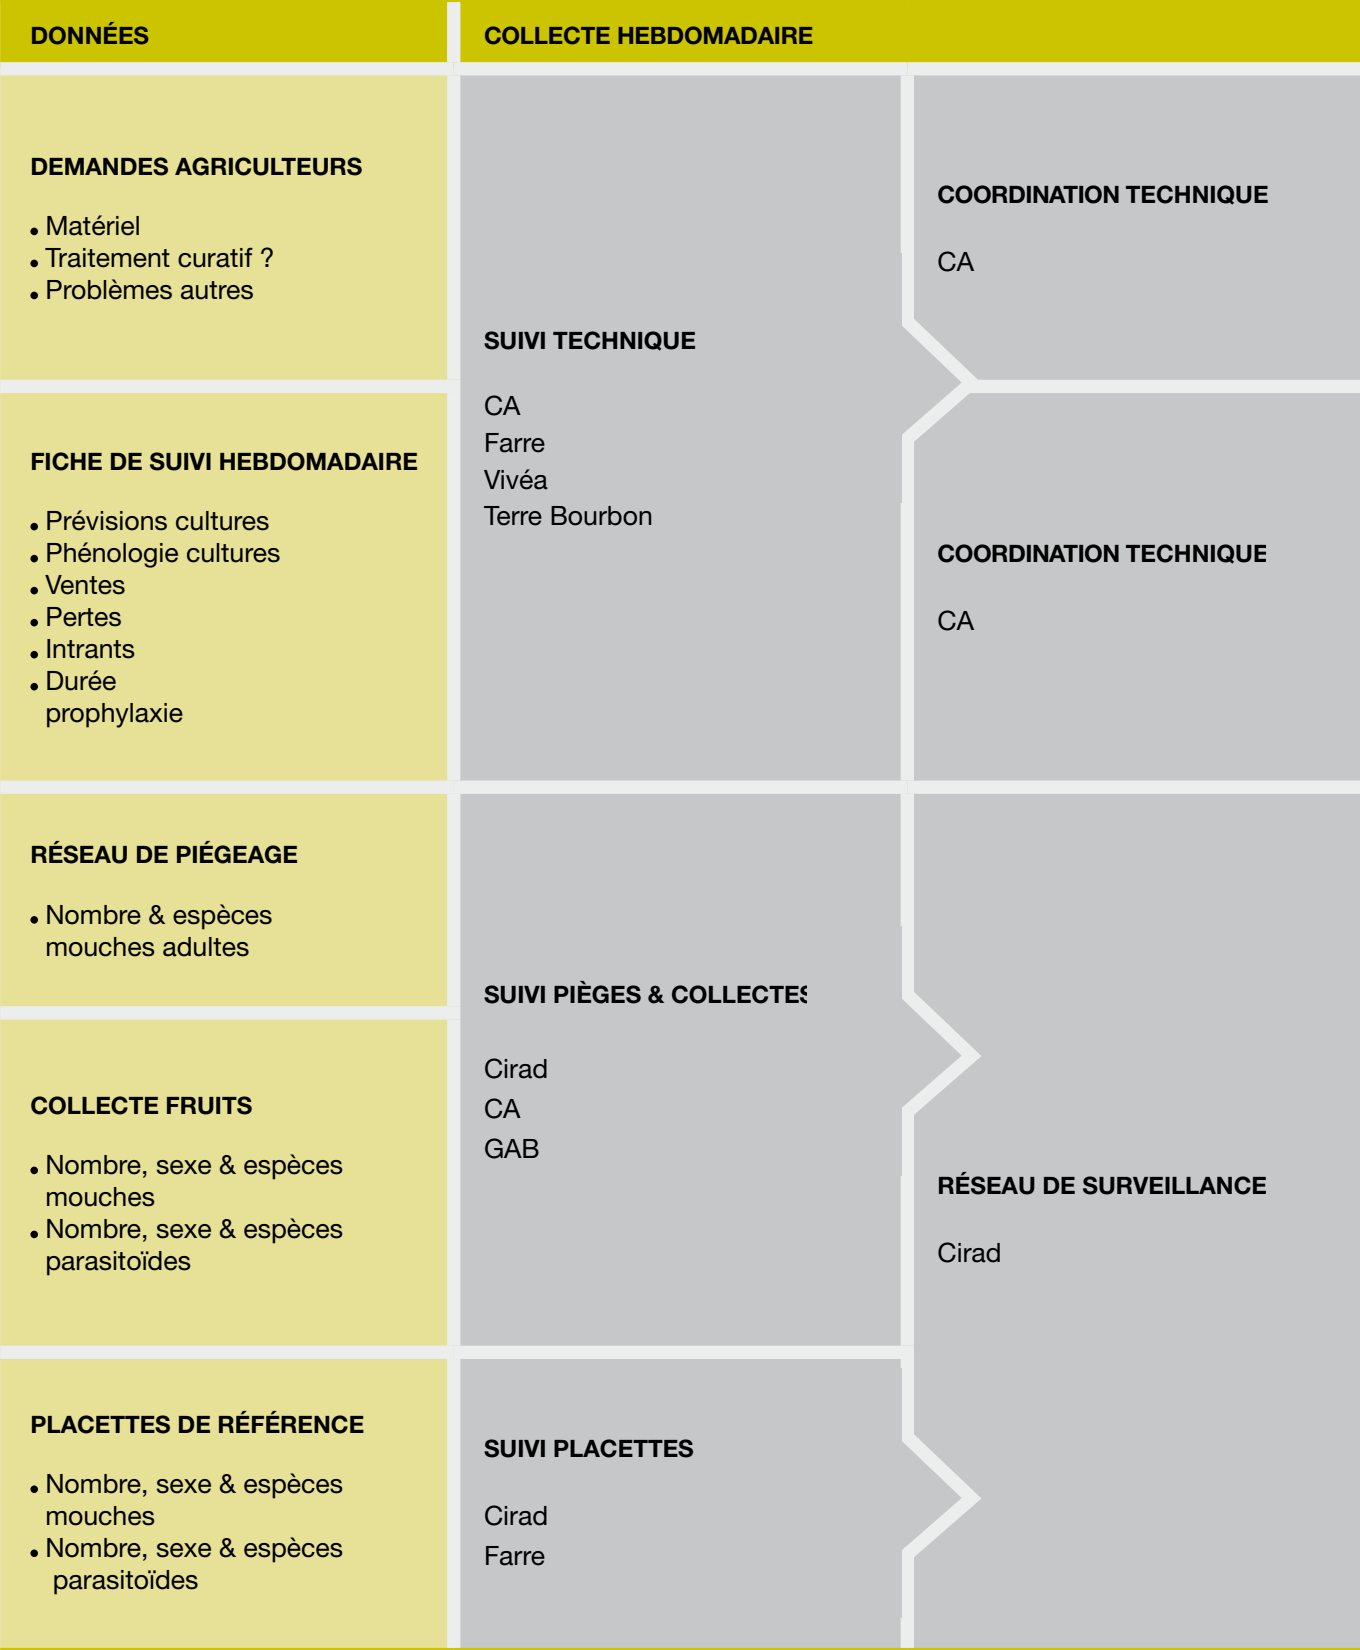 DONNÉES
COLLECTE HEBDOMADAIRE
DEMANDES AGRICULTEURS
• Matériel
• Traitement curatif ?
• Problèmes autres
FICHE DE SUIVI HEBDOMADAIRE
• Prévisions cultures
• Phénologie cultures
• Ventes
• Pertes
• Intrants
• Durée
prophylaxie
SUIVI TECHNIQUE
CA
Farre
Vivéa
Terre Bourbon
COORDINATION TECHNIQUE
CA
COORDINATION TECHNIQUE
CA
RÉSEAU DE PIÉGEAGE
• Nombre & espèces
mouches adultes
COLLECTE FRUITS
• Nombre, sexe & espèces
mouches
• Nombre, sexe & espèces
parasitoïdes
SUIVI PIÈGES & COLLECTES
Cirad
CA
GAB
RÉSEAU DE SURVEILLANCE
Cirad
PLACETTES DE RÉFÉRENCE
• Nombre, sexe & espèces
mouches
• Nombre, sexe & espèces
parasitoïdes
SUIVI PLACETTES
Cirad
Farre